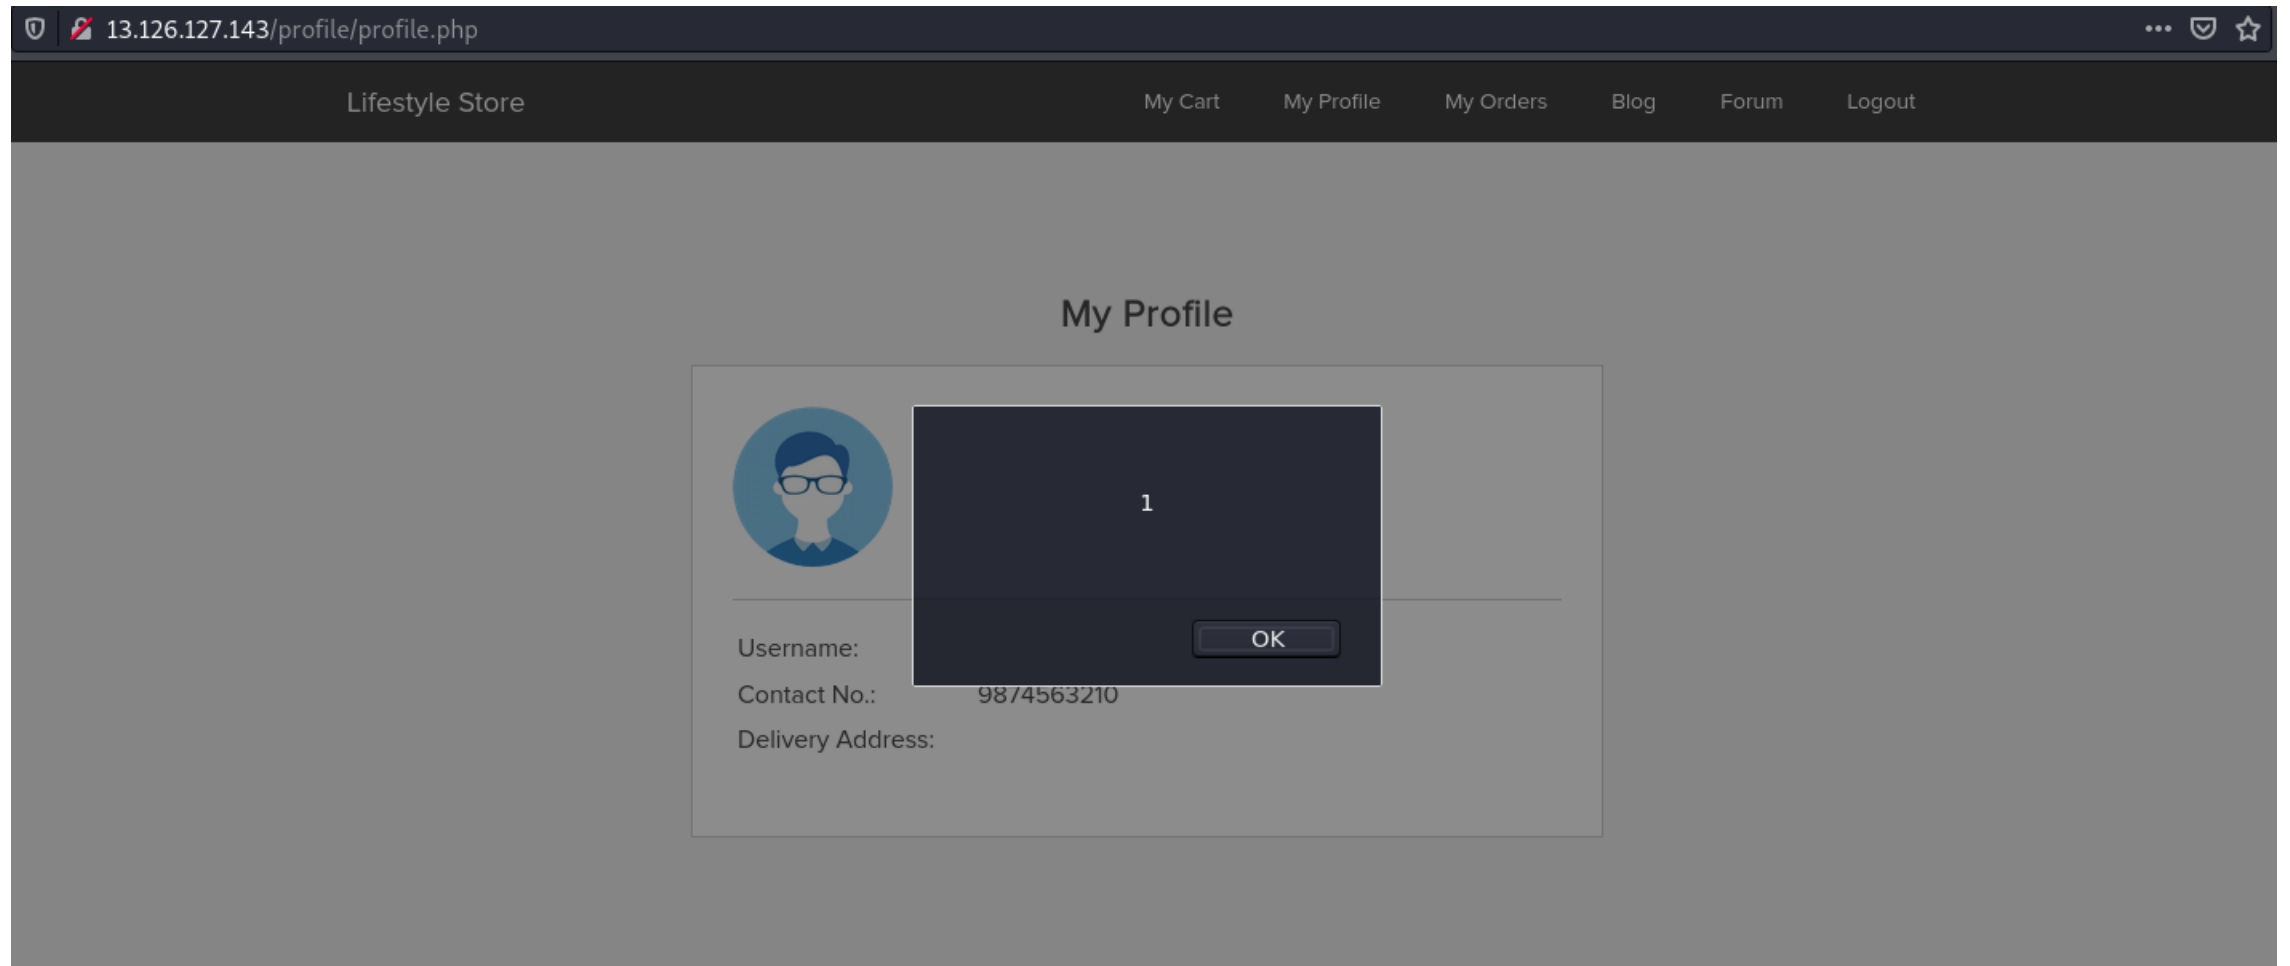 13.126.127.143/profile/profile.php
Lifestyle Store My Cart My Profile My Orders Blog Forum Logout
My Profile
1
OK
Username:
Contact No.: 9874563210
Delivery Address: